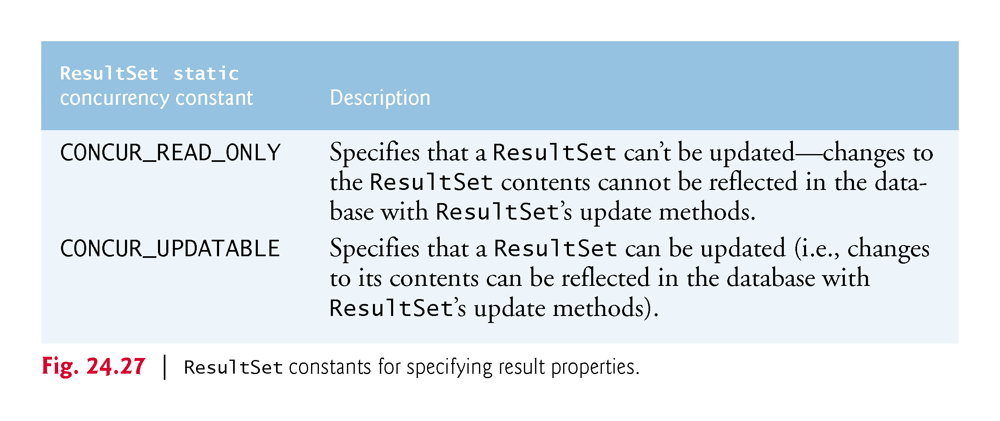 ResultSet static
concurrency constant Description
CONCUR_READ_ONLY Specifies that a ResultSet can’t be updated—changes to
the ResultSet contents cannot be reflected in the data-
base with ResultSet’s update methods.
CONCUR_UPDATABLE Specifies that a ResultSet can be updated (i.e., changes
to its contents can be reflected in the database with
ResultSet’s update methods).
Fig. 24.27 | ResultSet constants for specifying result properties.